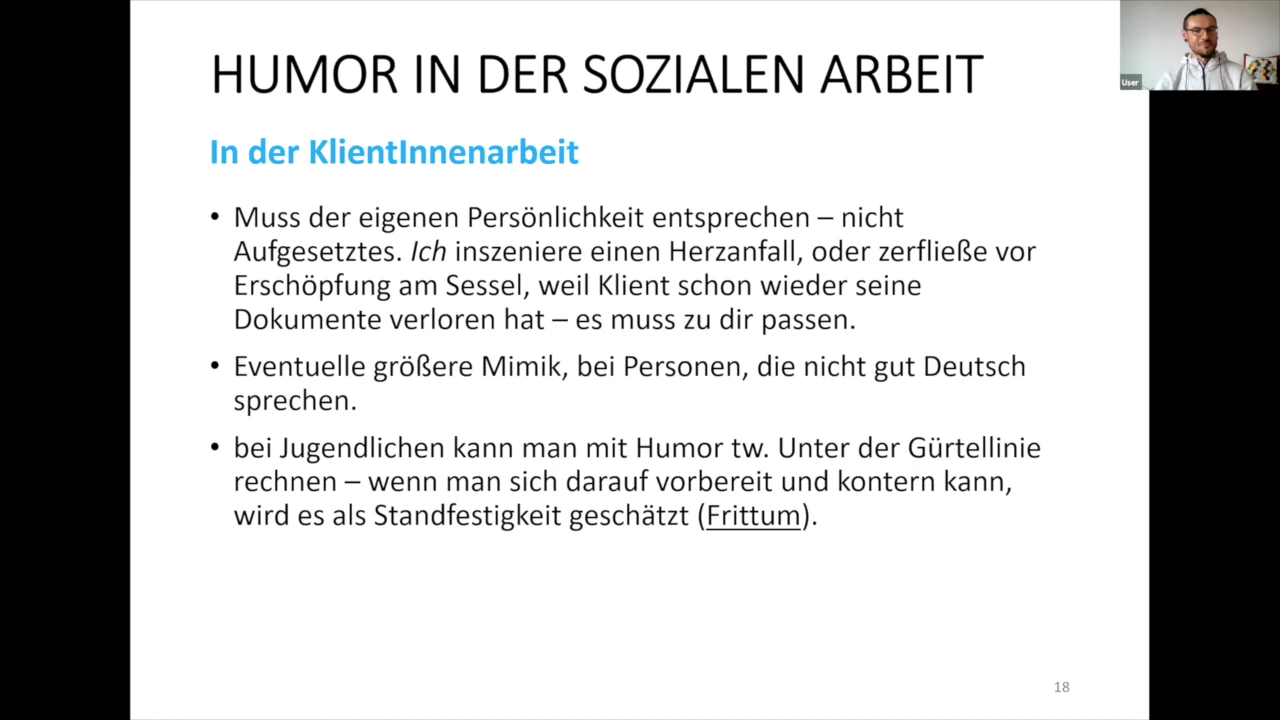 HUMOR IN DER SOZIALEN ARBEIT
User
In der KlientInnenarbeit
• Muss der eigenen Persönlichkeit entsprechen – nicht
Aufgesetztes. Ich inszeniere einen Herzanfall, oder zerfließe vor
Erschöpfung am Sessel, weil Klient schon wieder seine
Dokumente verloren hat – es muss zu dir passen.
• Eventuelle größere Mimik, bei Personen, die nicht gut Deutsch
sprechen.
• bei Jugendlichen kann man mit Humor tw. Unter der Gürtellinie
rechnen – wenn man sich darauf vorbereit und kontern kann,
wird es als Standfestigkeit geschätzt (Frittum).
18